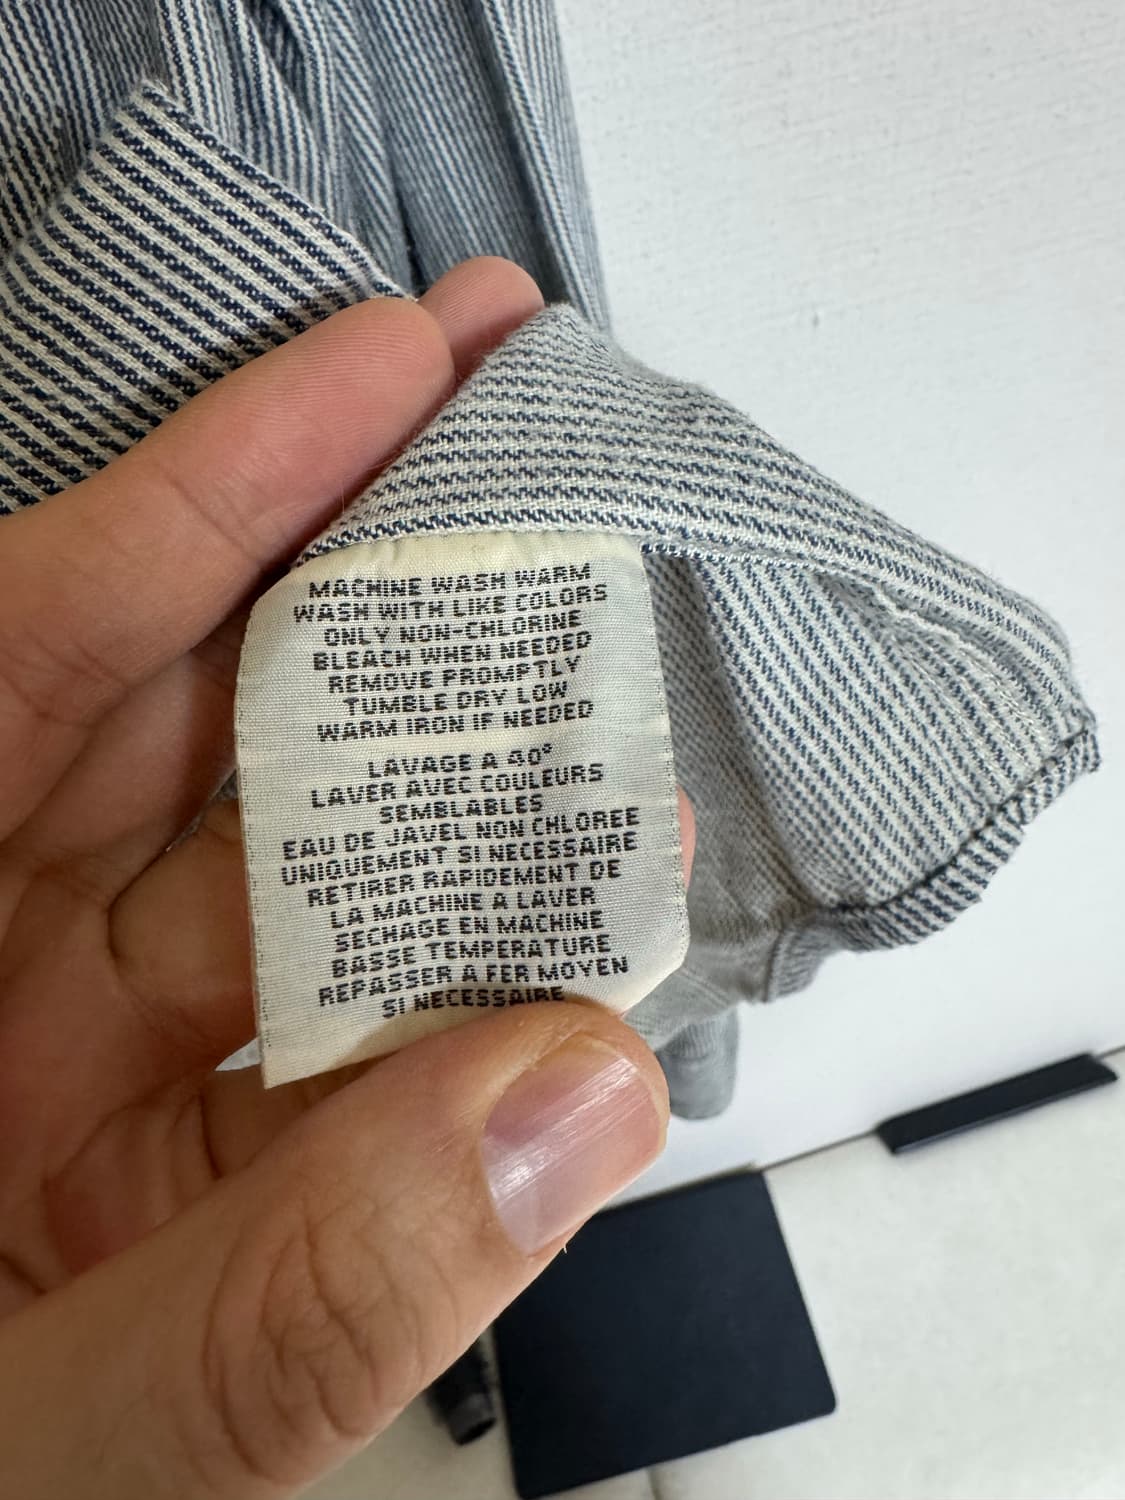 MACHINE WASH WARM
WASH WITH LIKE COLORS
ONLY NON-CHLORINE
BLEACH WHEN NEEDED
REMOVE PROMPTLY
TUMBLE DRY LOW
WARM IRON IF NEEDED
LAVAGE A 40°
LAVER AVEC COULEURS
SEMBLABLES
EAU DE JAVEL NON CHLOREE
UNIQUEMENT SI NECESSAIRE
RETIRER RAPIDEMENT DE
LA MACHINE A LAVER
SECHAGE EN MACHINE
BASSE TEMPERATURE
REPASSER A FER MOYEN
SI NECESSAIRE